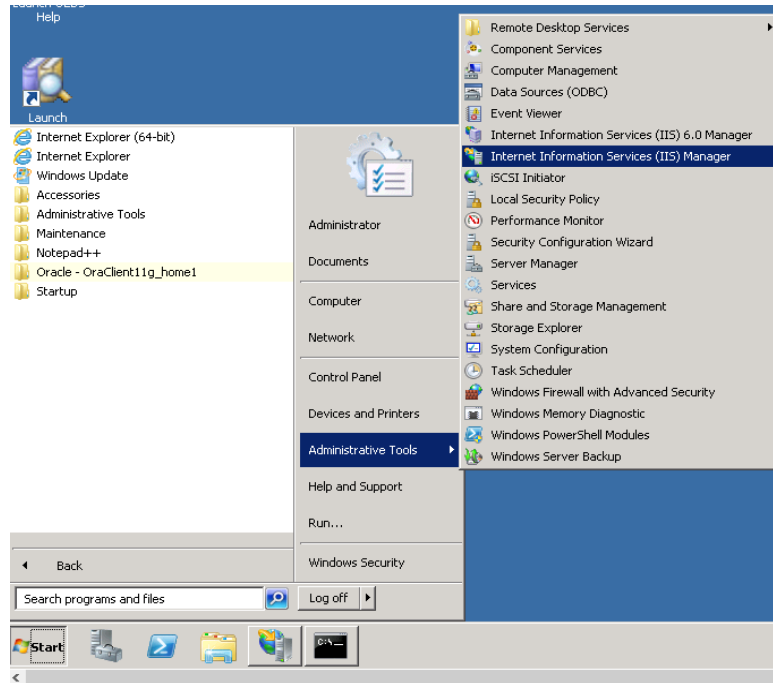 Help
Launch
Internet Explorer (64-bit)
Internet Explorer
Windows Update
Accessories
Administrative Tools
Maintenance
Notepad++
Oracle - OraClient11g_home1
Startup
Back
Search programs and files
Administrator
Documents
Computer
Network
Control Panel
Devices and Printers
Administrative Tools
Help and Support
Run...
Windows Security
Log off
Remote Desktop Services
Component Services
Computer Management
Data Sources (ODBC)
Event Viewer
Internet Information Services (IIS) 6.0 Manager
Internet Information Services (IIS) Manager
iSCSI Initiator
Local Security Policy
Performance Monitor
Security Configuration Wizard
Server Manager
Services
Share and Storage Management
Storage Explorer
System Configuration
Task Scheduler
Windows Firewall with Advanced Security
Windows Memory Diagnostic
Windows PowerShell Modules
Windows Server Backup
Start